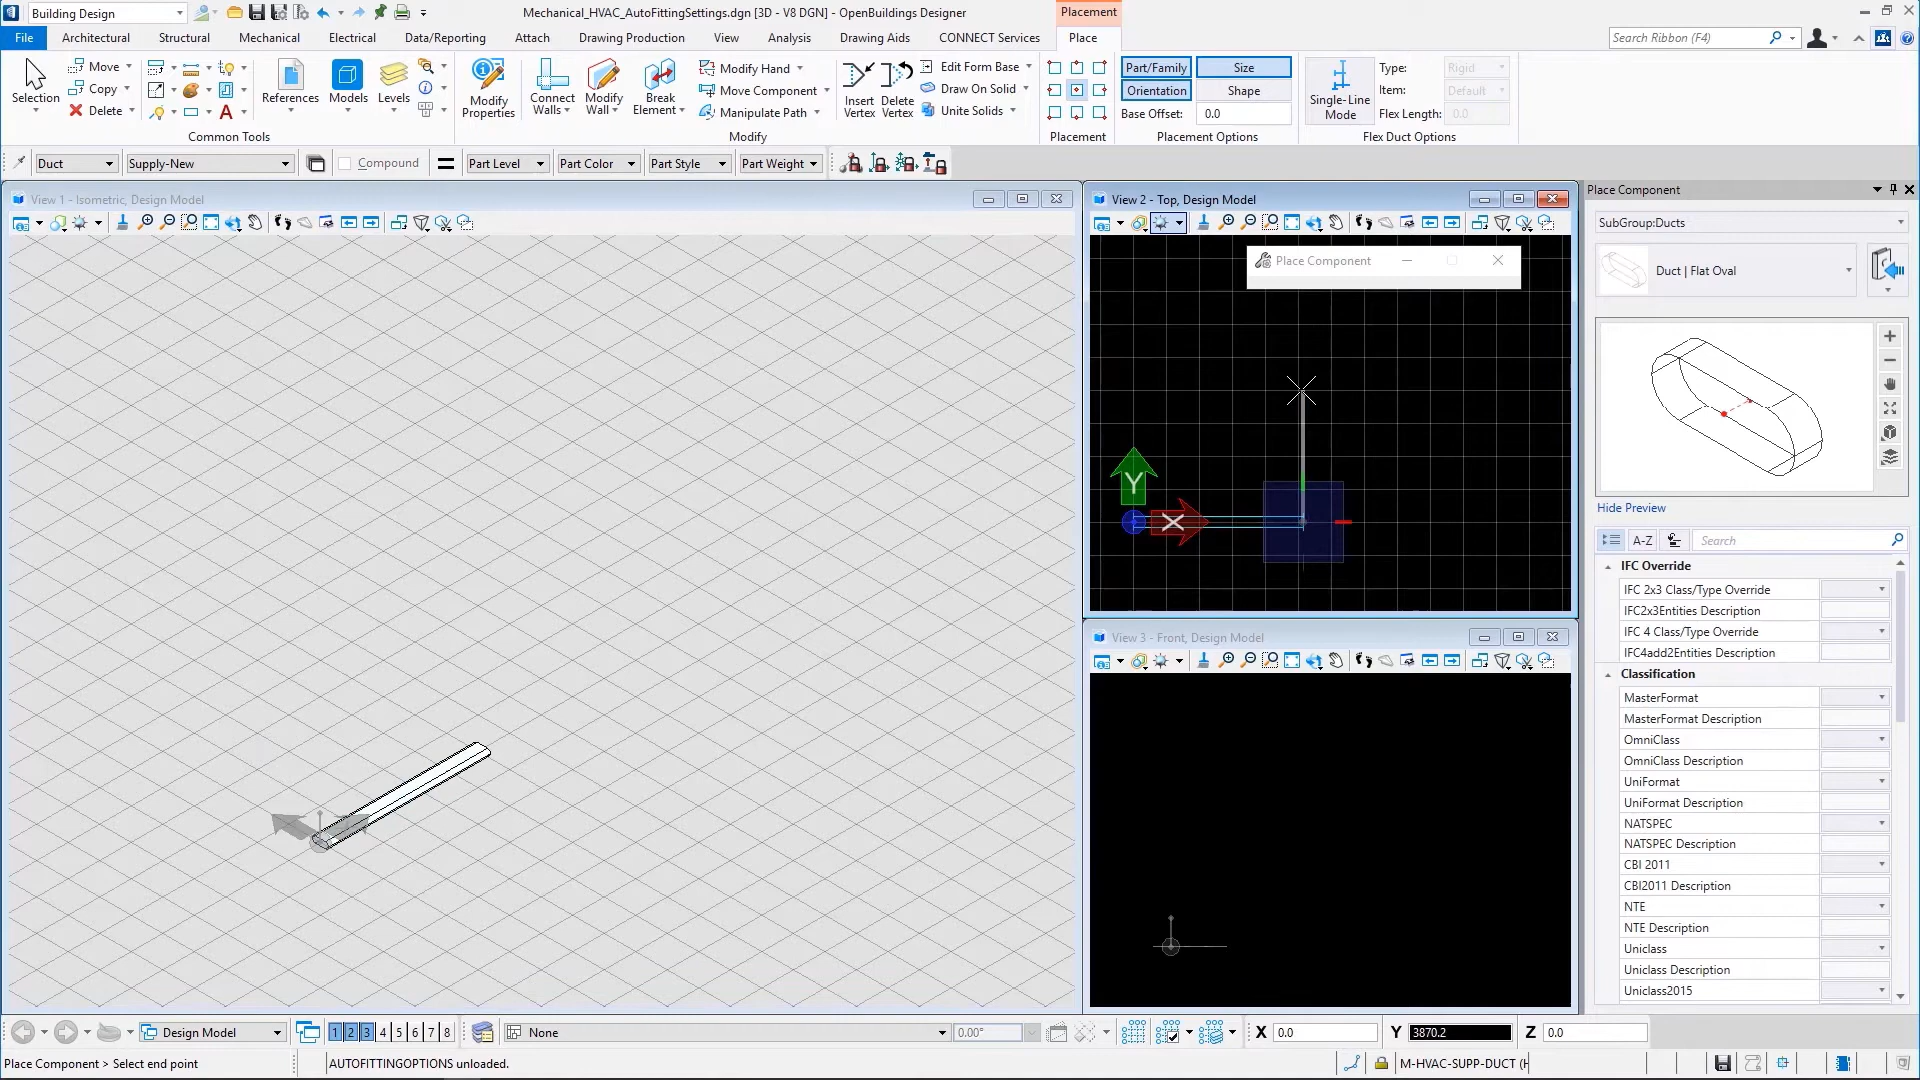 Building Design
Mechanical_HVAC_AutoFittingSettings.dgn [3D - V8 DGN] - OpenBuildings Designer
Placement
File
Architectural
Structural
Mechanical
Electrical
Data/Reporting
Attach
Drawing Production
View
Analysis
Drawing Aids
CONNECT Services
Place
Search Ribbon (F4)
Selection
Move
Copy
Delete
References
Models
Levels
Common Tools
Modify Properties
Connect Walls
Modify Wall
Break Element
Modify Hand
Move Component
Manipulate Path
Insert Vertex
Delete Vertex
Edit Form Base
Draw On Solid
Unite Solids
Modify
Placement
Part/Family
Size
Orientation
Shape
Base Offset: 0.0
Placement Options
Single-Line Mode
Type: Rigid
Item: Default
Flex Length: 0.0
Flex Duct Options
Duct
Supply-New
Compound
Part Level
Part Color
Part Style
Part Weight
View 1 - Isometric, Design Model
View 2 - Top, Design Model
Place Component
Y
X
View 3 - Front, Design Model
Place Component
SubGroup:Ducts
Duct | Flat Oval
Hide Preview
A-Z
Search
IFC Override
IFC 2x3 Class/Type Override
IFC2x3Entities Description
IFC 4 Class/Type Override
IFC4add2Entities Description
Classification
MasterFormat
MasterFormat Description
OmniClass
OmniClass Description
UniFormat
UniFormat Description
NATSPEC
NATSPEC Description
CBI 2011
CBI2011 Description
NTE
NTE Description
Uniclass
Uniclass Description
Uniclass2015
Design Model
1 2 3 4 5 6 7 8
None
0.00°
X 0.0
Y 3870.2
Z 0.0
Place Component > Select end point
AUTOFITTINGOPTIONS unloaded.
M-HVAC-SUPP-DUCT (H